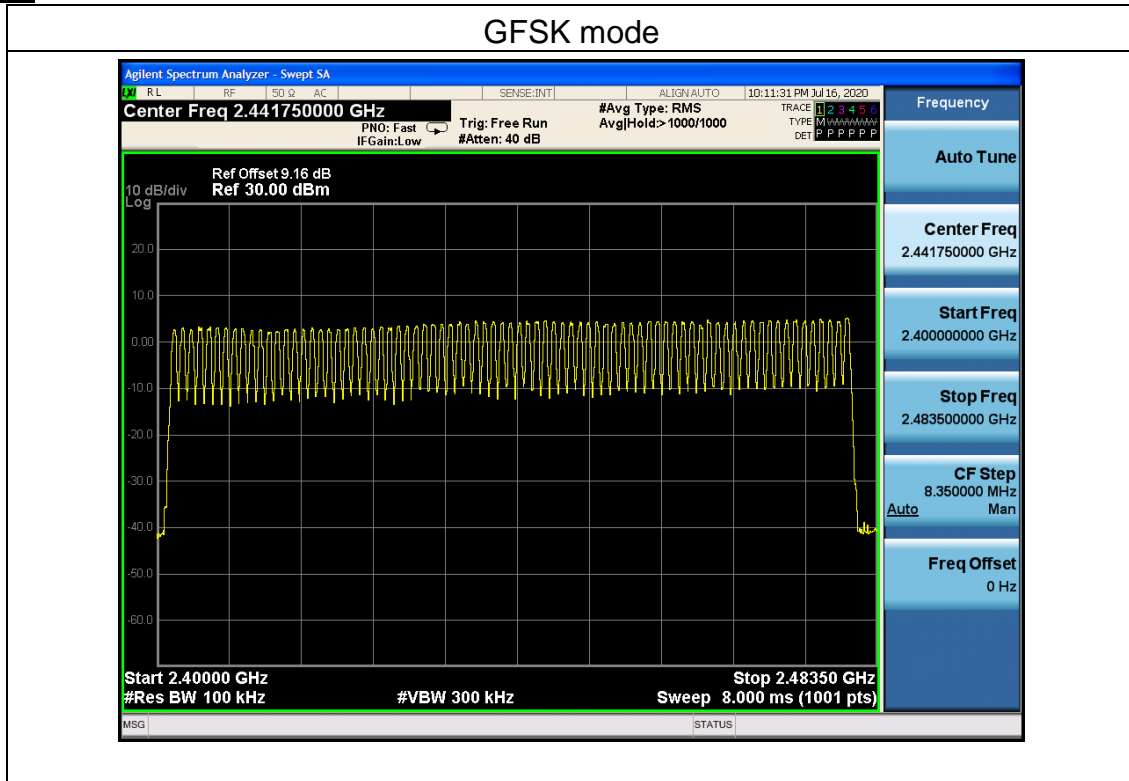 GFSK mode
Agilent Spectrum Analyzer - Swept SA
LXI RL RF 50 Ω AC SENSE:INT ALIGN AUTO 10:11:31 PM Jul 16, 2020
Center Freq 2.441750000 GHz
PNO: Fast
IFGain:Low
Trig: Free Run
#Atten: 40 dB
#Avg Type: RMS
Avg|Hold:> 1000/1000
TRACE 1 2 3 4 5 6
TYPE M WWWWW
DET P P P P P P
Frequency
Auto Tune
Center Freq
2.441750000 GHz
Start Freq
2.400000000 GHz
Stop Freq
2.483500000 GHz
CF Step
8.350000 MHz
Auto Man
Freq Offset
0 Hz
Ref Offset 9.16 dB
10 dB/div Ref 30.00 dBm
Log
20.0
10.0
0.00
-10.0
-20.0
-30.0
-40.0
-50.0
-60.0
Start 2.40000 GHz Stop 2.48350 GHz
#Res BW 100 kHz #VBW 300 kHz Sweep 8.000 ms (1001 pts)
MSG STATUS